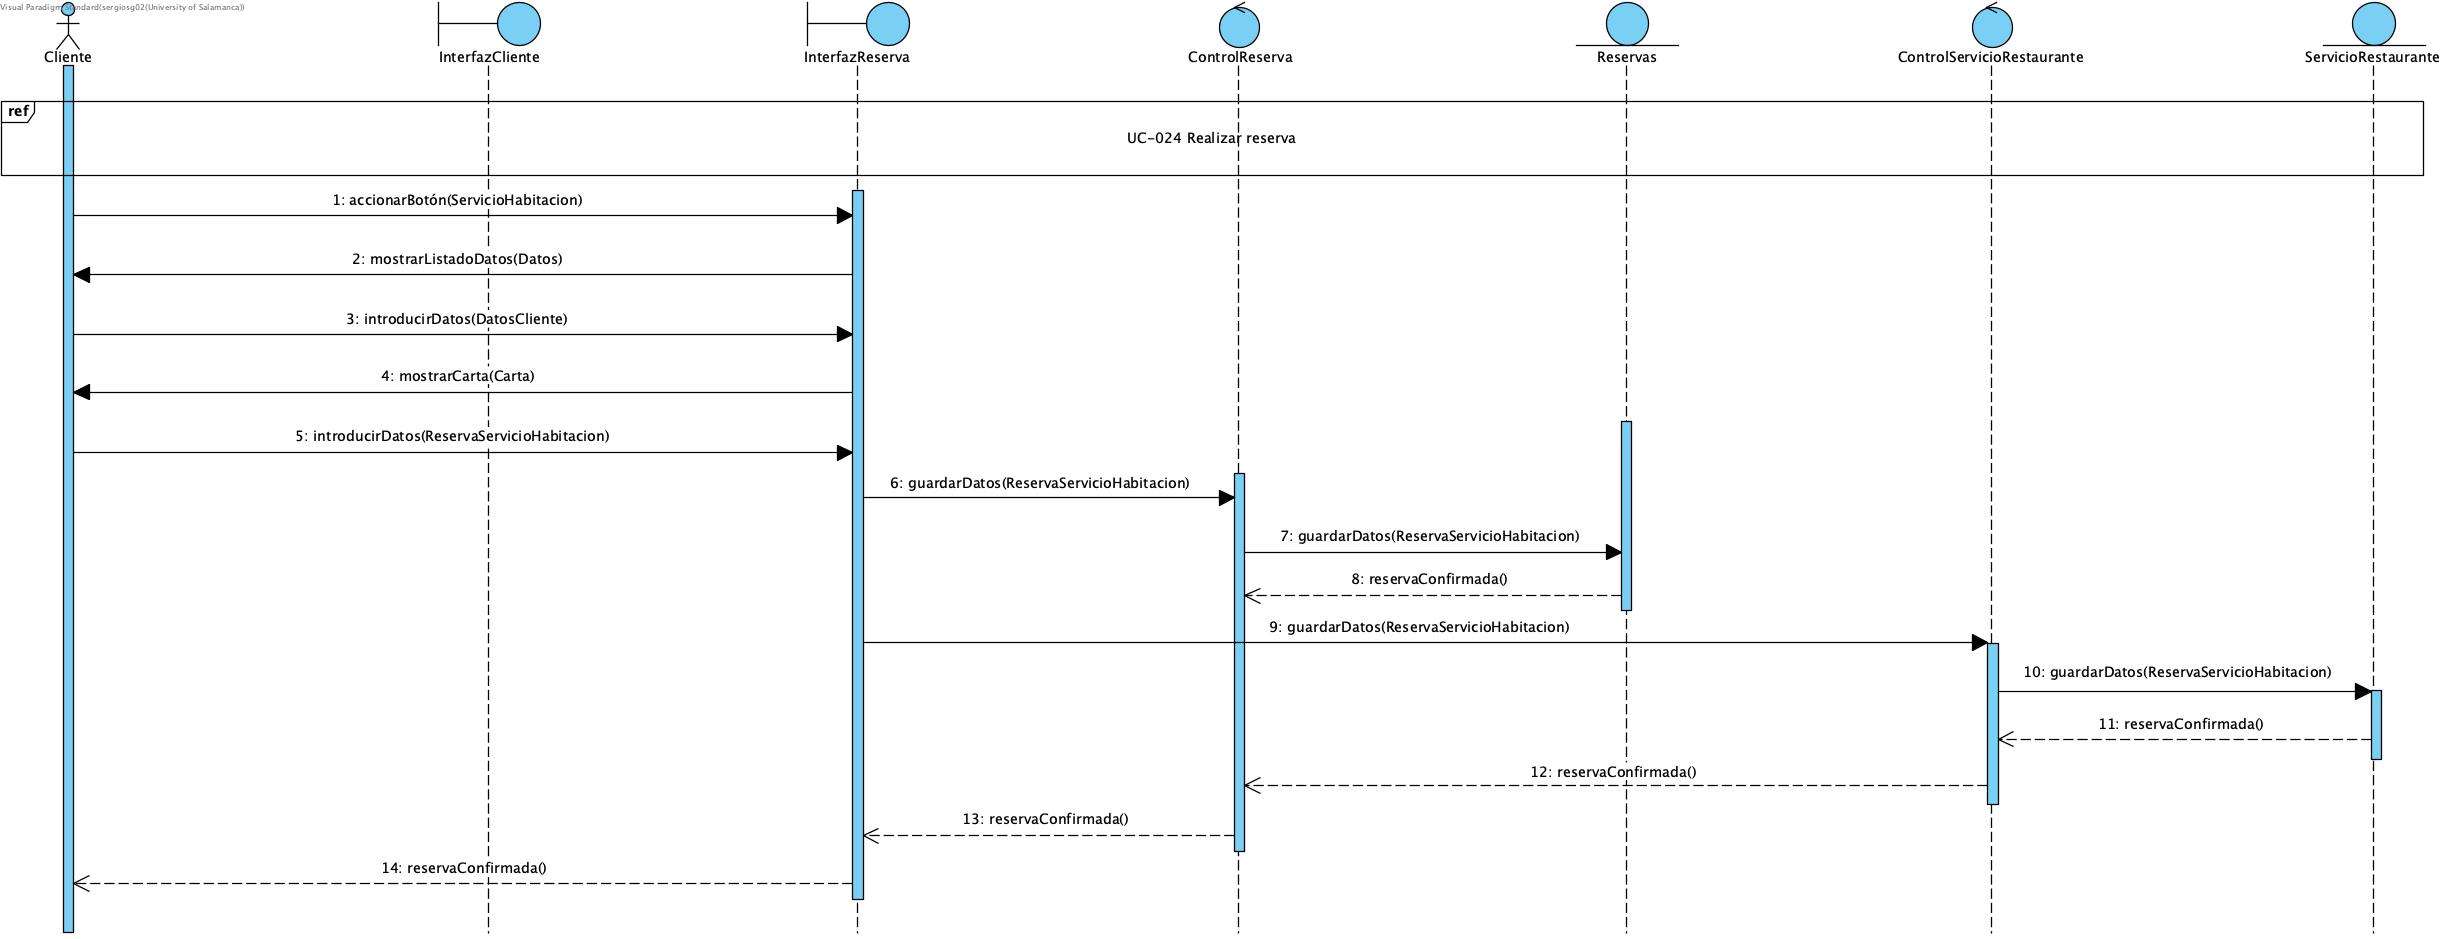 Visual Paradigm Standard(sergiosg02(University of Salamanca))
Cliente
InterfazCliente
InterfazReserva
ControlReserva
Reservas
ControlServicioRestaurante
ServicioRestaurante
ref
UC-024 Realizar reserva
1: accionarBotón(ServicioHabitacion)
2: mostrarListadoDatos(Datos)
3: introducirDatos(DatosCliente)
4: mostrarCarta(Carta)
5: introducirDatos(ReservaServicioHabitacion)
6: guardarDatos(ReservaServicioHabitacion)
7: guardarDatos(ReservaServicioHabitacion)
8: reservaConfirmada()
9: guardarDatos(ReservaServicioHabitacion)
10: guardarDatos(ReservaServicioHabitacion)
11: reservaConfirmada()
12: reservaConfirmada()
13: reservaConfirmada()
14: reservaConfirmada()